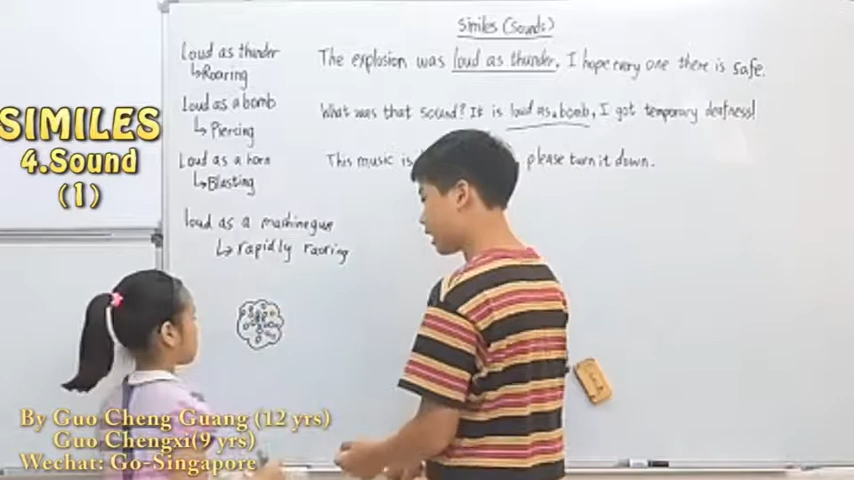 Similes (Sounds)
Loud as thunder
↳Roaring
The explosion was loud as thunder, I hope every one there is safe.
Loud as a bomb
↳Piercing
What was that sound? It is loud as a bomb, I got temporary deafness!
Loud as a horn
↳Blasting
This music is please turn it down.
loud as a
↳rapidly
SIMILES
4.Sound
(1)
By Guo Cheng Guang (12 yrs)
Guo Chengxi(9 yrs)
Wechat: Go-Singapore